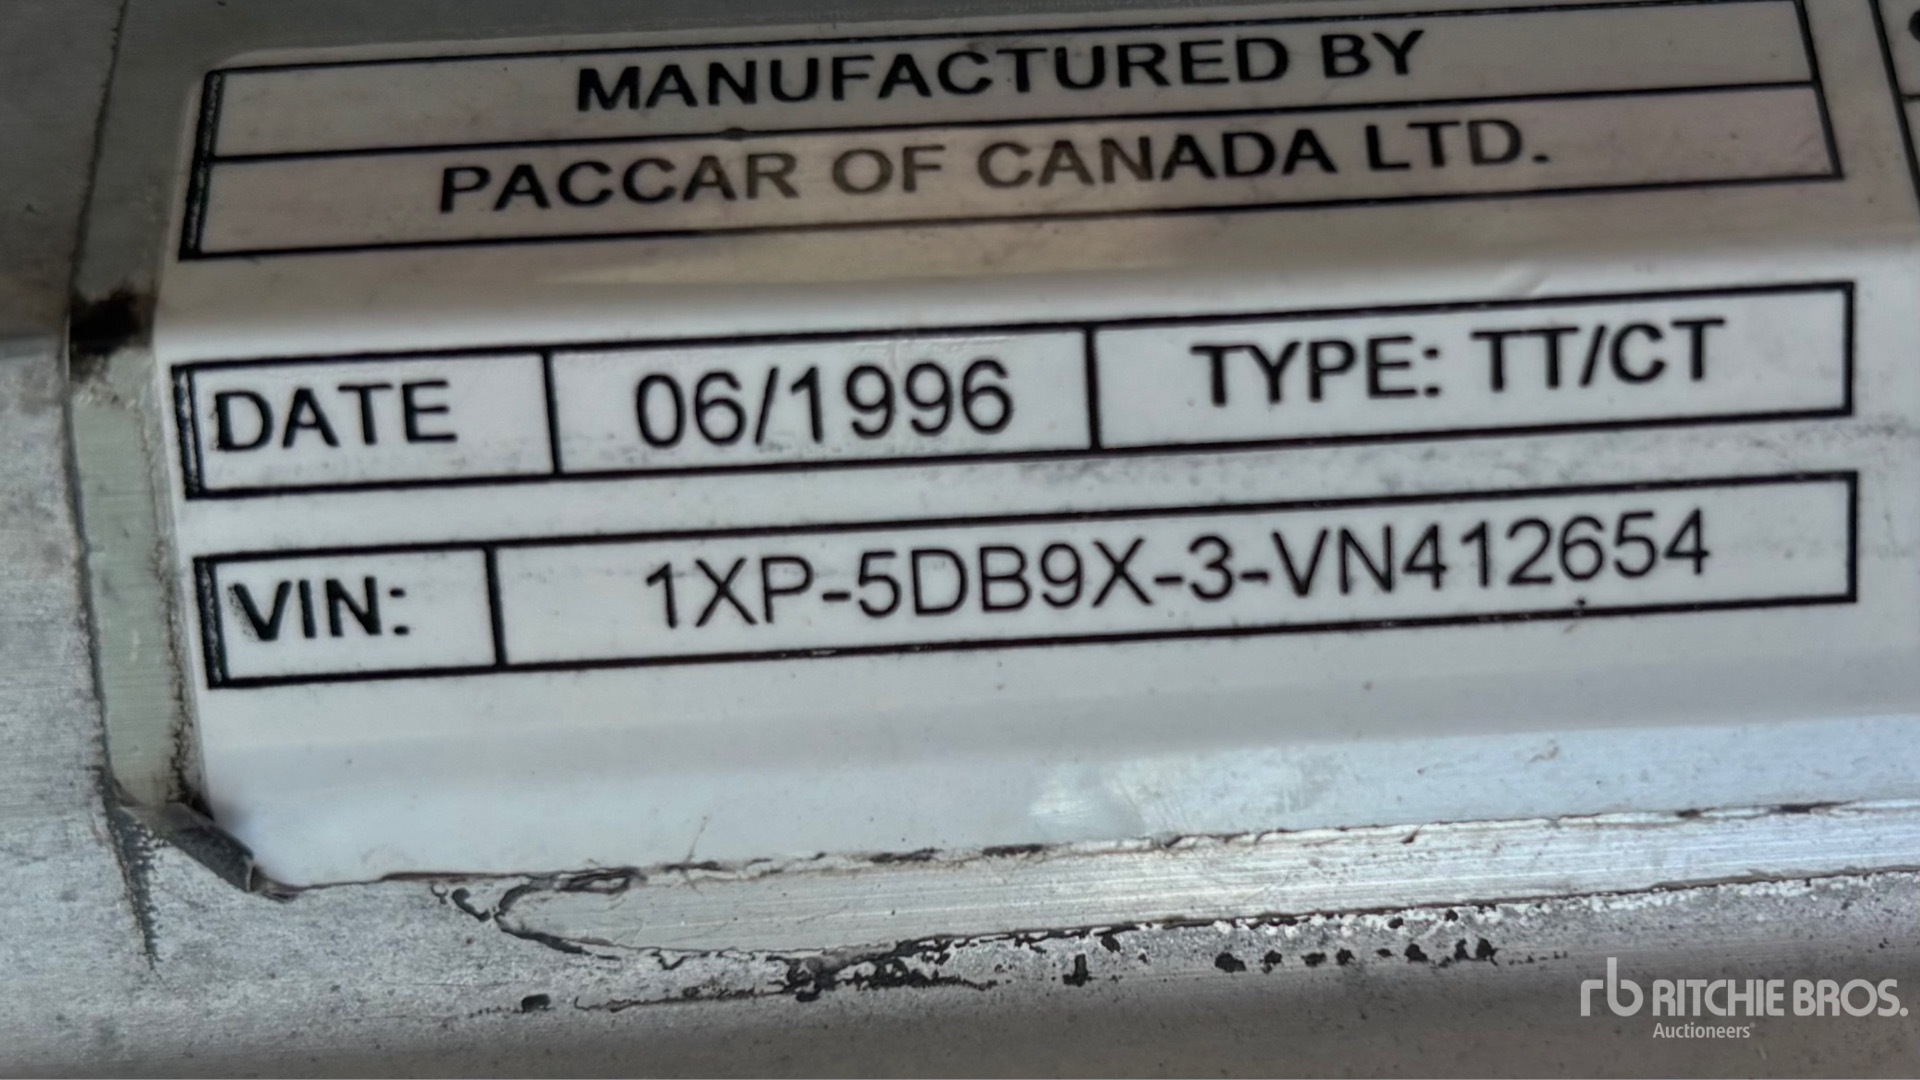 MANUFACTURED BY
PACCAR OF CANADA LTD.
DATE 06/1996 TYPE: TT/CT
VIN: 1XP-5DB9X-3-VN412654
rb RITCHIE BROS.
Auctioneers